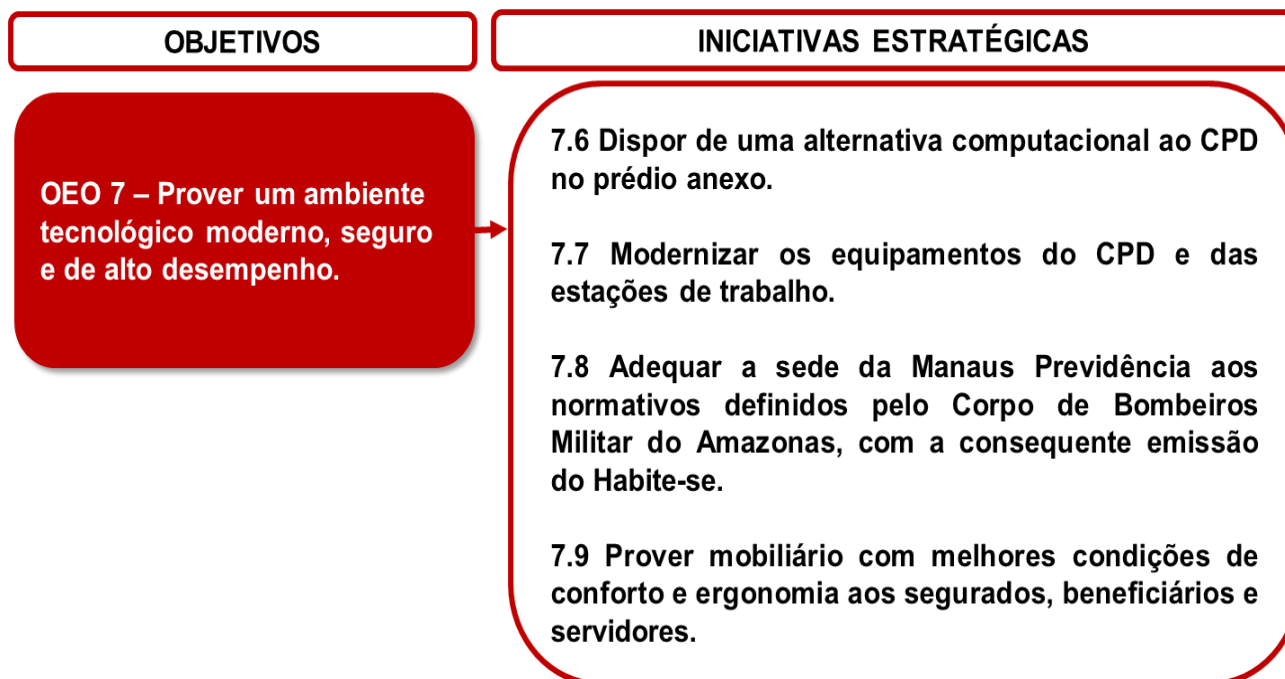 OBJETIVOS
INICIATIVAS ESTRATÉGICAS
OEO 7 – Prover um ambiente
tecnológico moderno, seguro
e de alto desempenho.
7.6 Dispor de uma alternativa computacional ao CPD
no prédio anexo.
7.7 Modernizar os equipamentos do CPD e das
estações de trabalho.
7.8 Adequar a sede da Manaus Previdência aos
normativos definidos pelo Corpo de Bombeiros
Militar do Amazonas, com a consequente emissão
do Habite-se.
7.9 Prover mobiliário com melhores condições de
conforto e ergonomia aos segurados, beneficiários e
servidores.